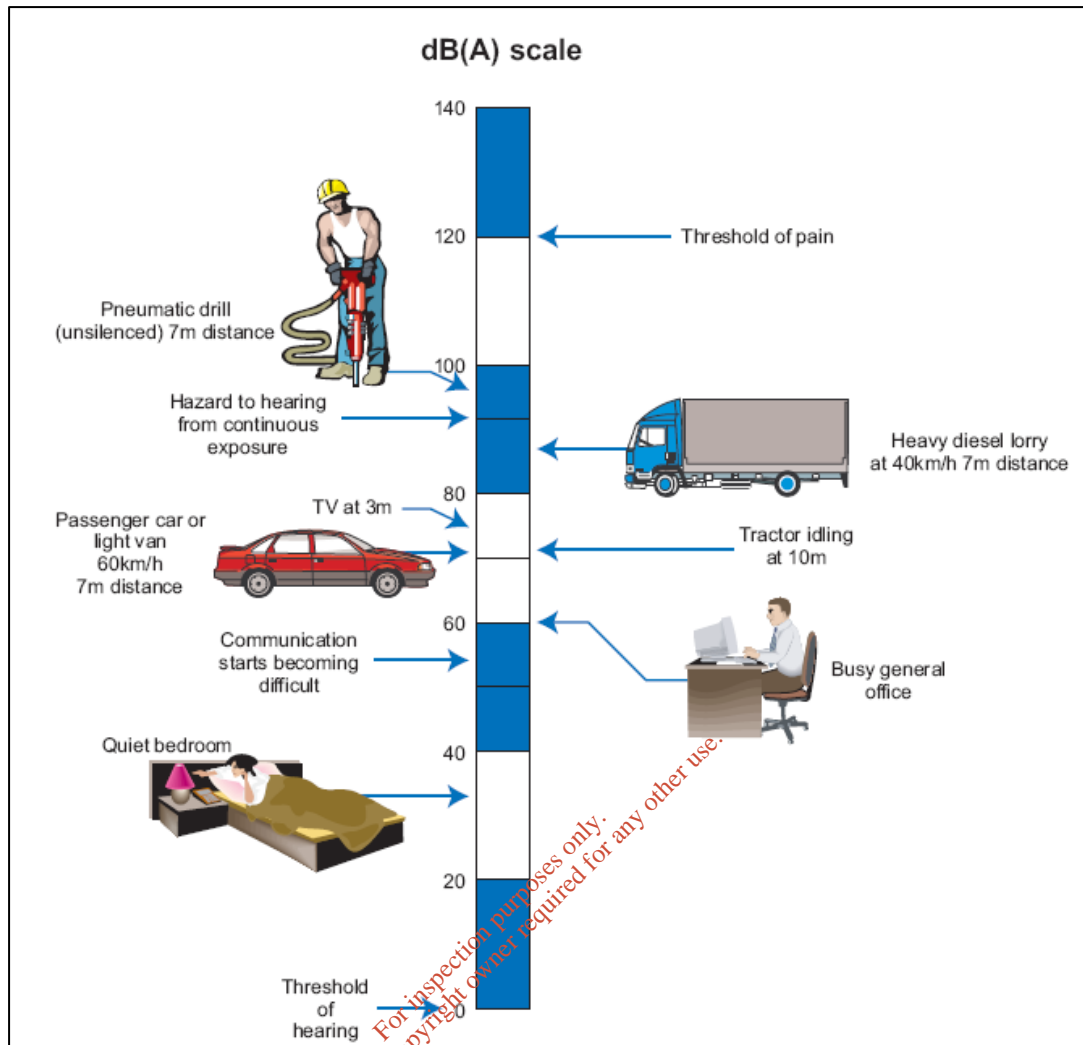 dB(A) scale
140
120
Threshold of pain
Pneumatic drill
(unsilenced) 7m distance
100
Hazard to hearing
from continuous
exposure
Heavy diesel lorry
at 40km/h 7m distance
80
TV at 3m
Passenger car or
light van
60km/h
7m distance
Tractor idling
at 10m
60
Communication
starts becoming
difficult
Busy general
office
Quiet bedroom
40
20
Threshold
of
hearing
0
For inspection purposes only.
pyright owner required for any other use.